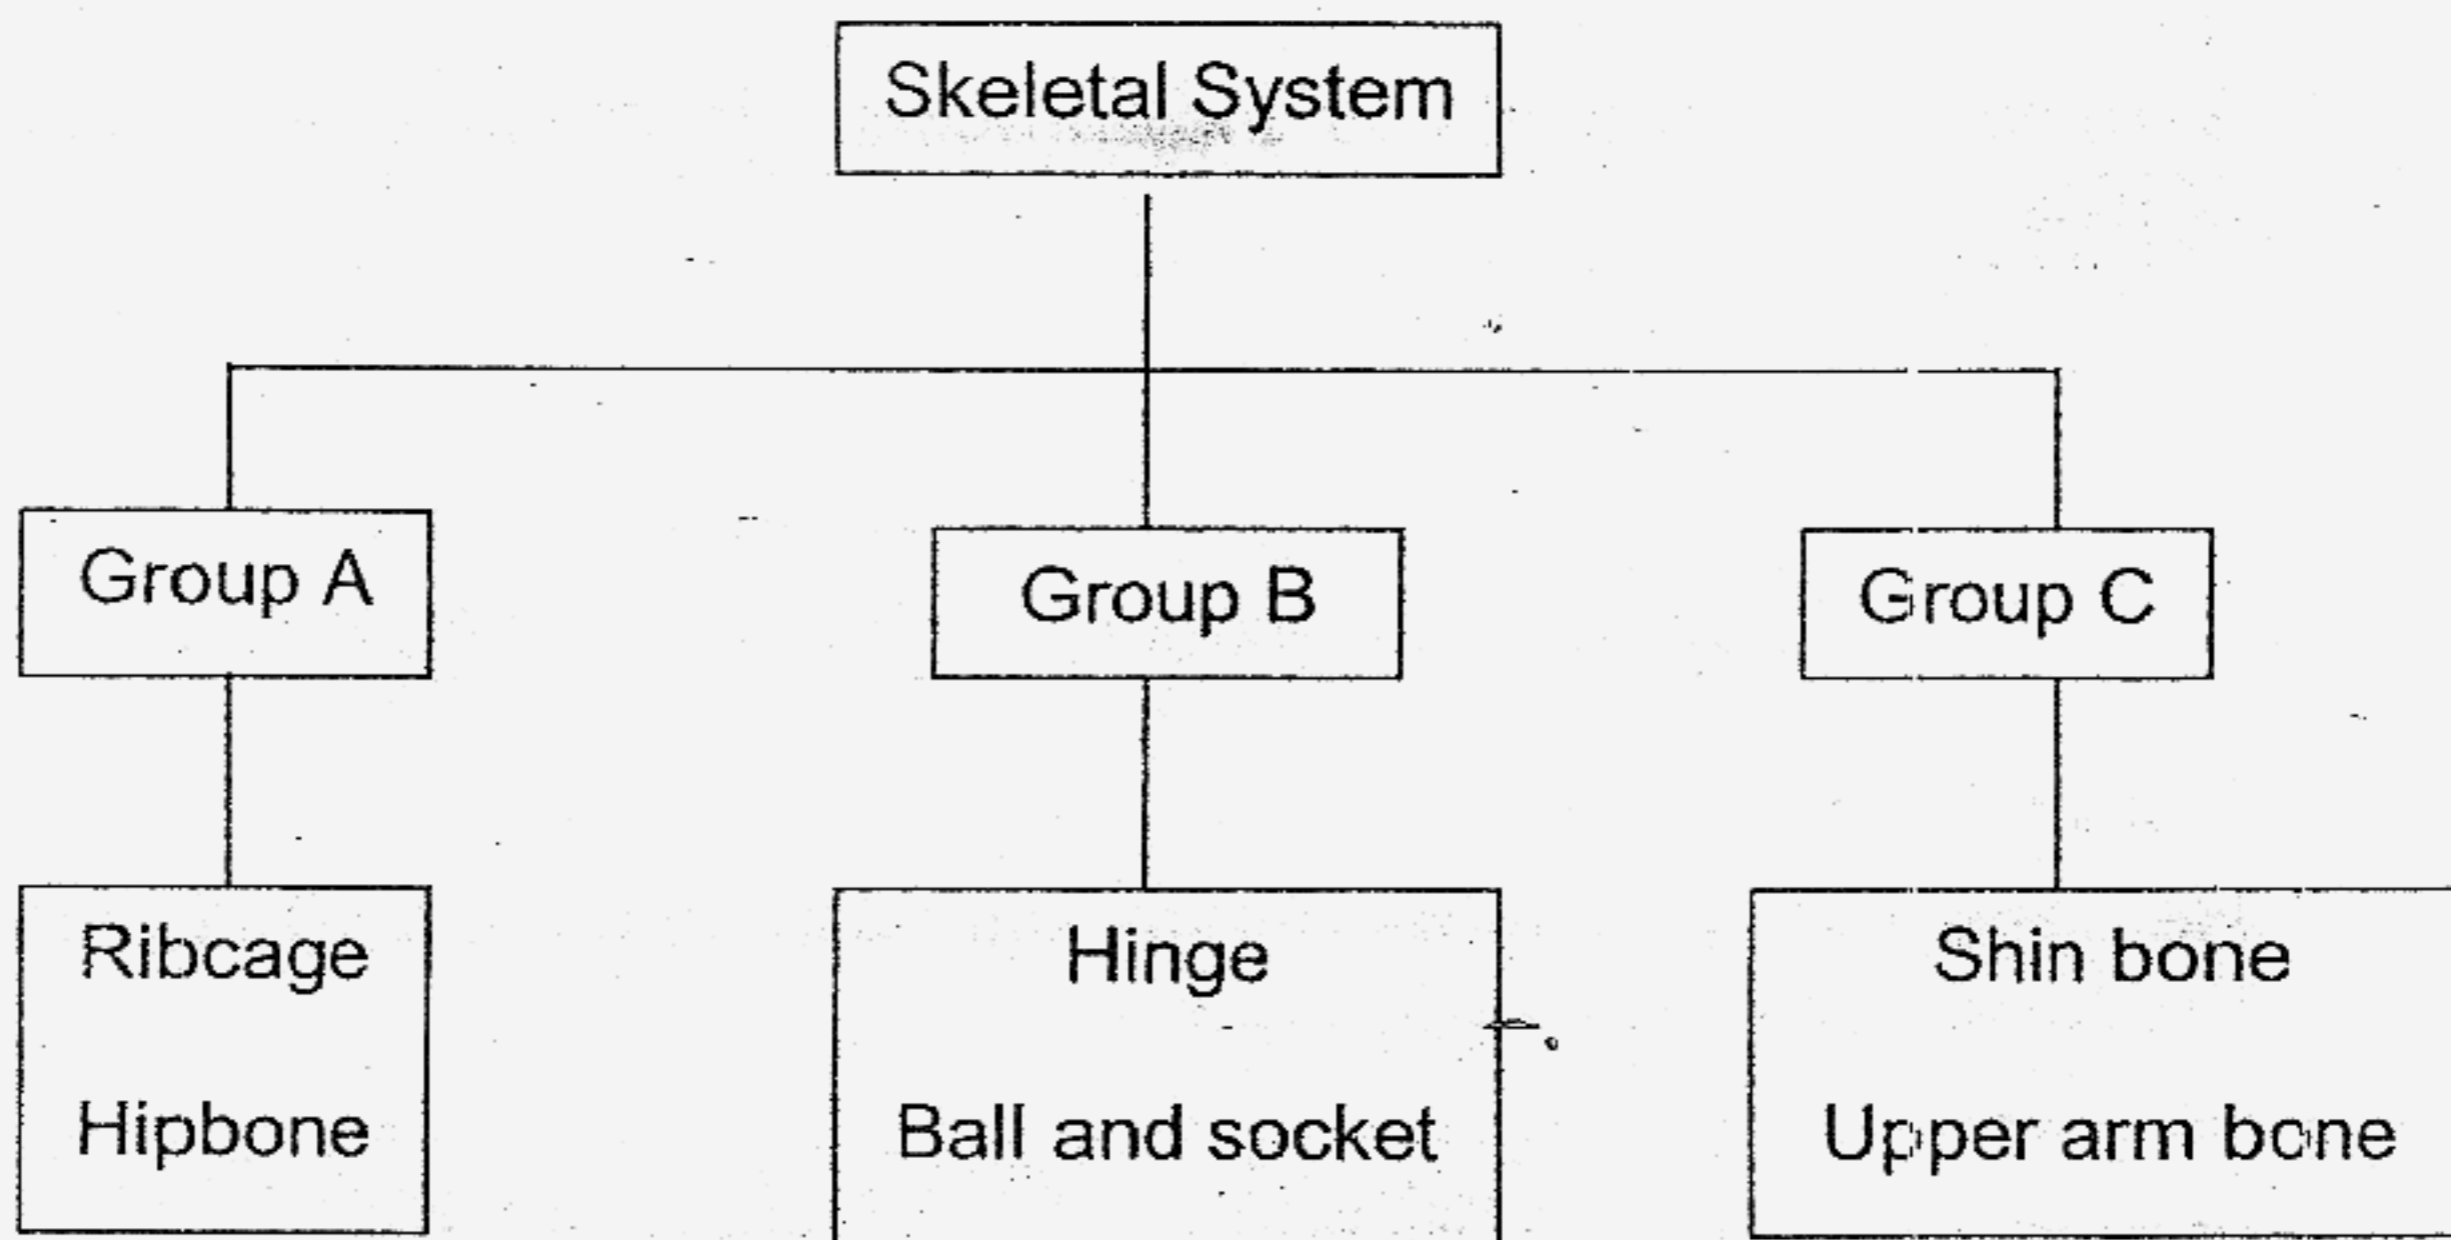 Skeletal System
Group A
Group B
Group C
Ribcage
Hipbone
Hinge
Ball and socket
Shin bone
Upper arm bone